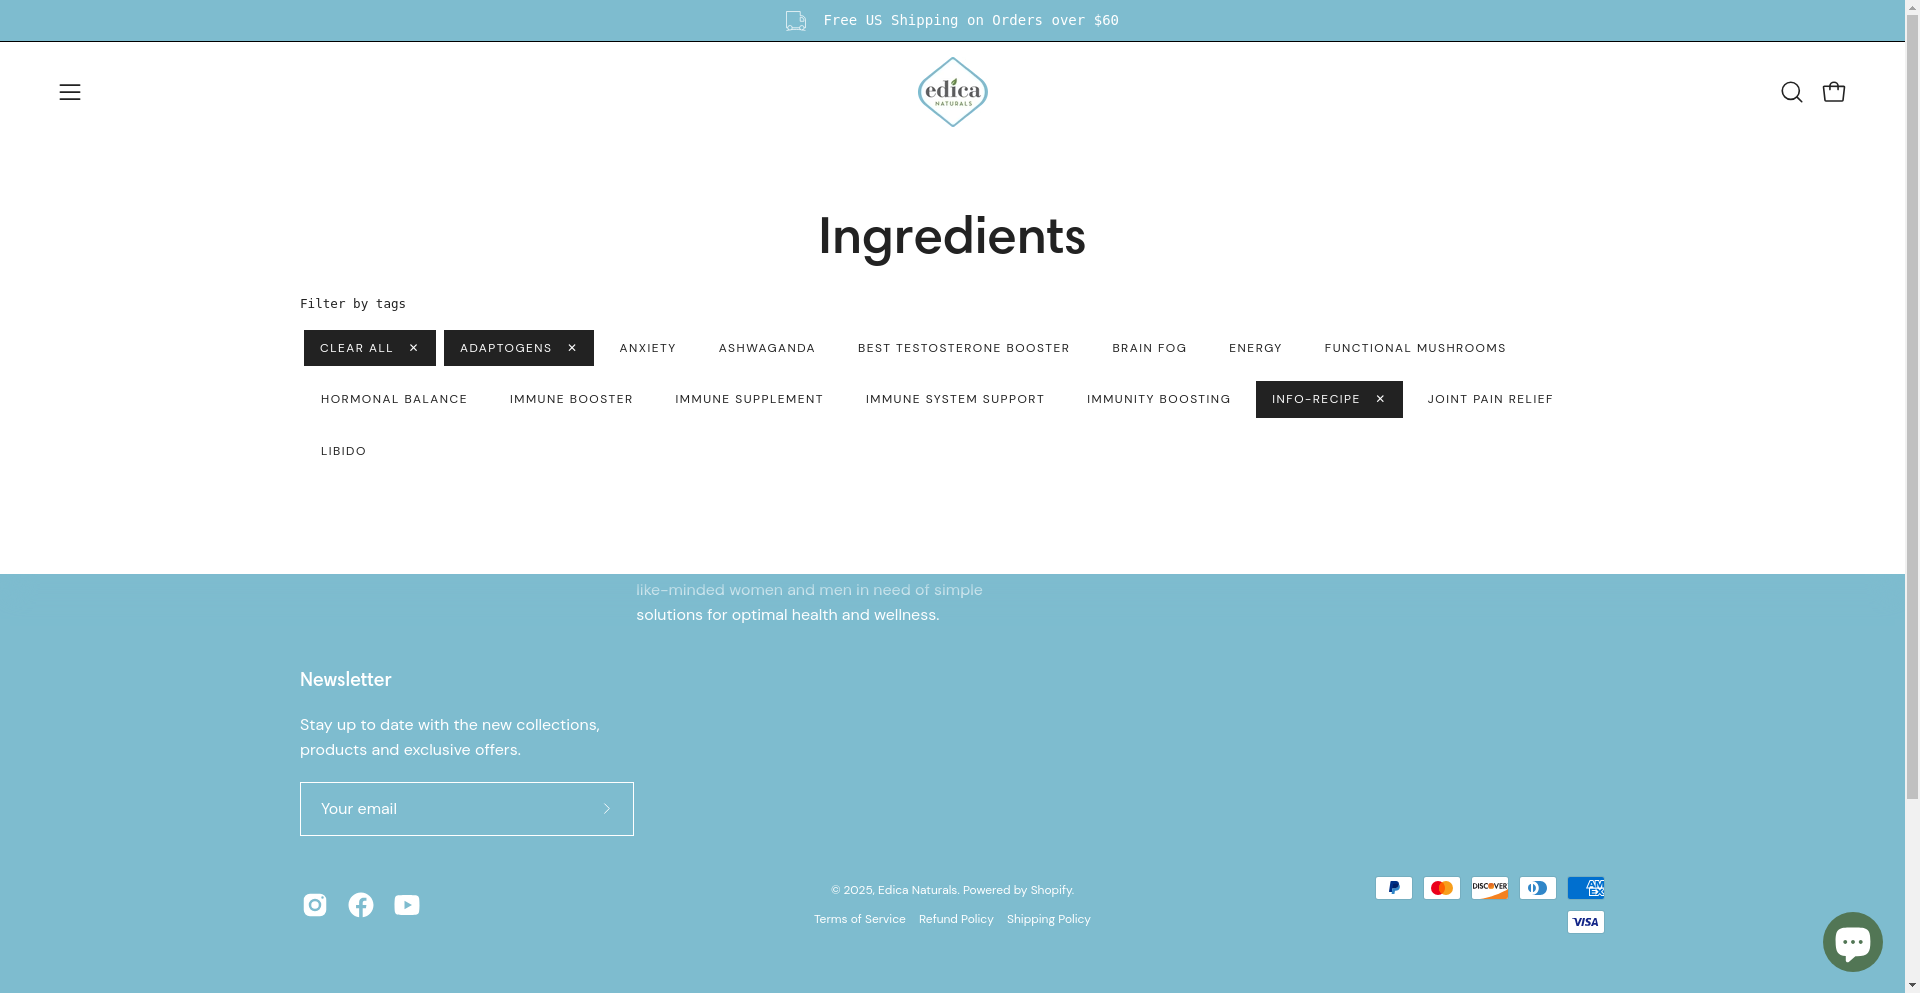 Free US Shipping on Orders over $60
edica
NATURALS
Ingredients
Filter by tags
CLEAR ALL ✕ ADAPTOGENS ✕ ANXIETY ASHWAGANDA BEST TESTOSTERONE BOOSTER BRAIN FOG ENERGY FUNCTIONAL MUSHROOMS
HORMONAL BALANCE IMMUNE BOOSTER IMMUNE SUPPLEMENT IMMUNE SYSTEM SUPPORT IMMUNITY BOOSTING INFO-RECIPE ✕ JOINT PAIN RELIEF
LIBIDO
like-minded women and men in need of simple
solutions for optimal health and wellness.
Newsletter
Stay up to date with the new collections,
products and exclusive offers.
Your email
© 2025, Edica Naturals. Powered by Shopify.
Terms of Service Refund Policy Shipping Policy
DISCOVER
AM
EX
VISA